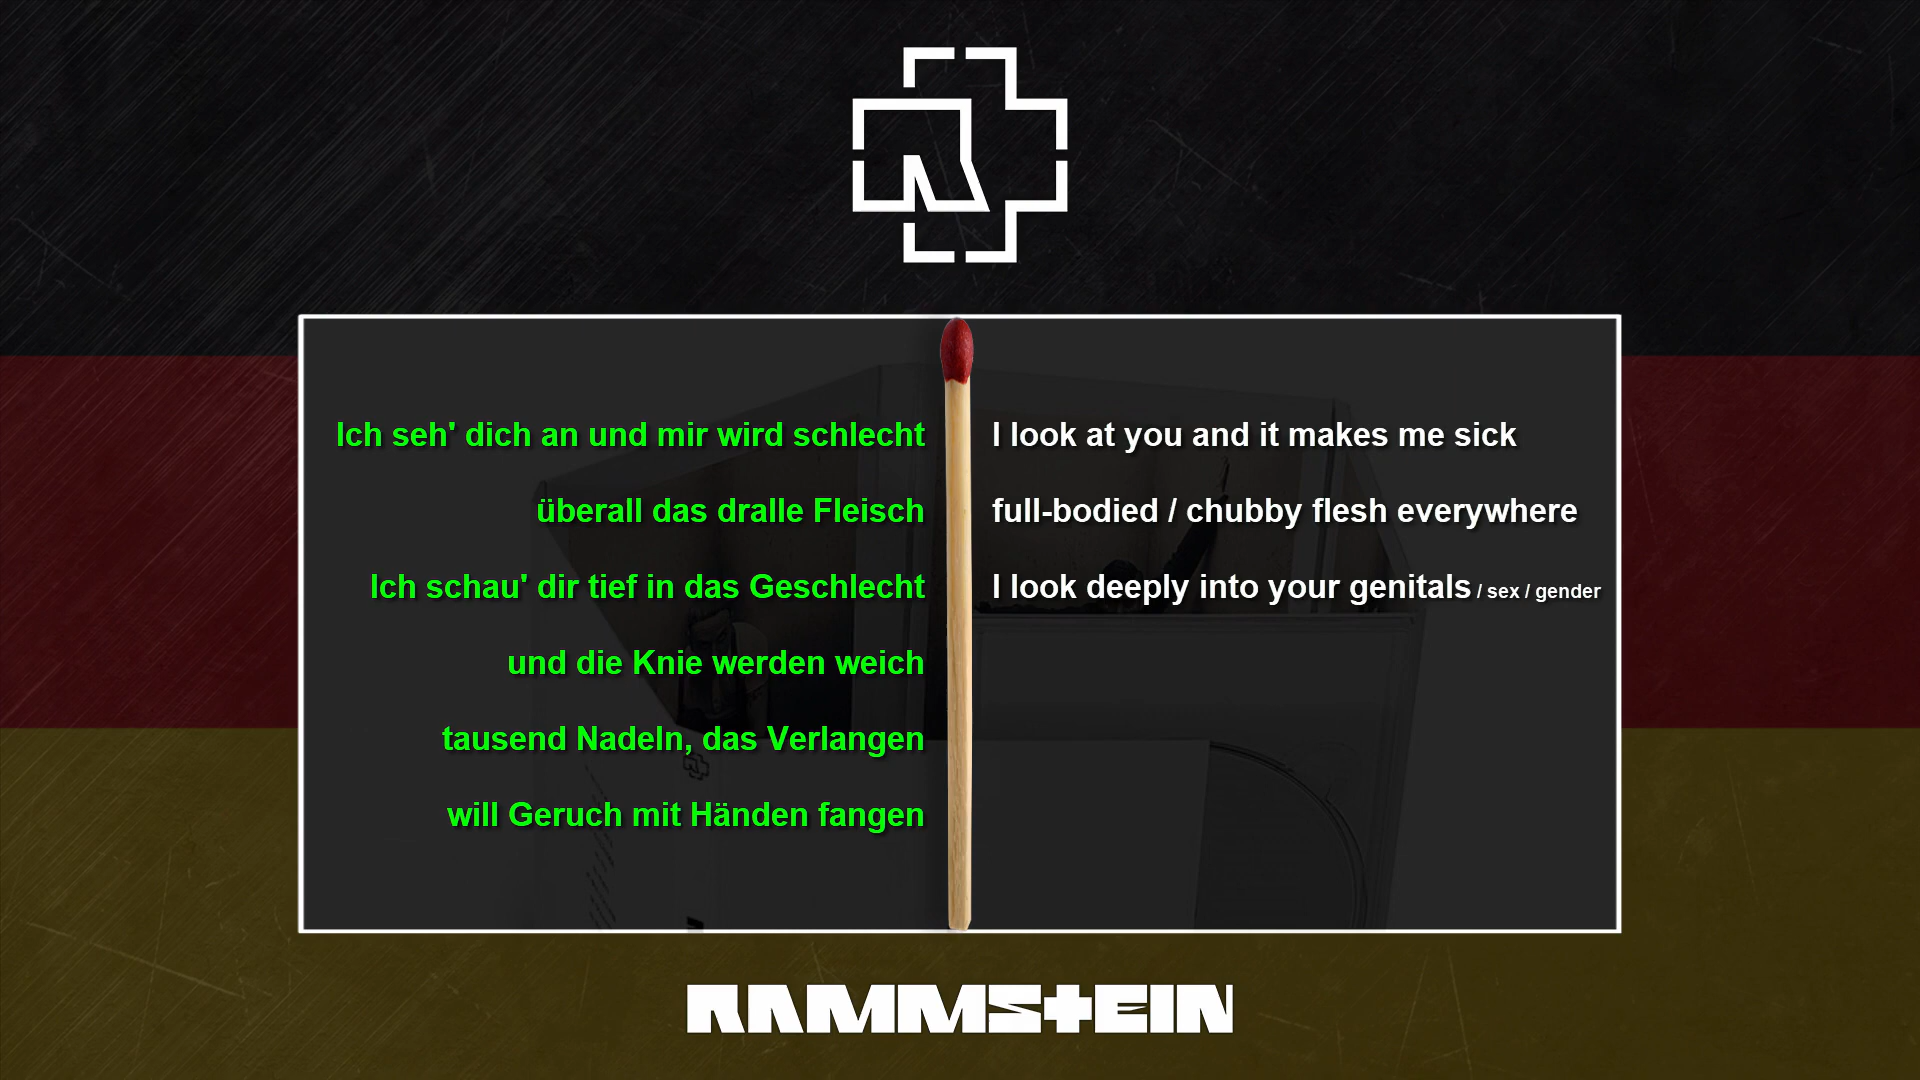 Ich seh' dich an und mir wird schlecht
I look at you and it makes me sick
überall das dralle Fleisch
full-bodied / chubby flesh everywhere
Ich schau' dir tief in das Geschlecht
I look deeply into your genitals / sex / gender
und die Knie werden weich
tausend Nadeln, das Verlangen
will Geruch mit Händen fangen
RAMMSTEIN